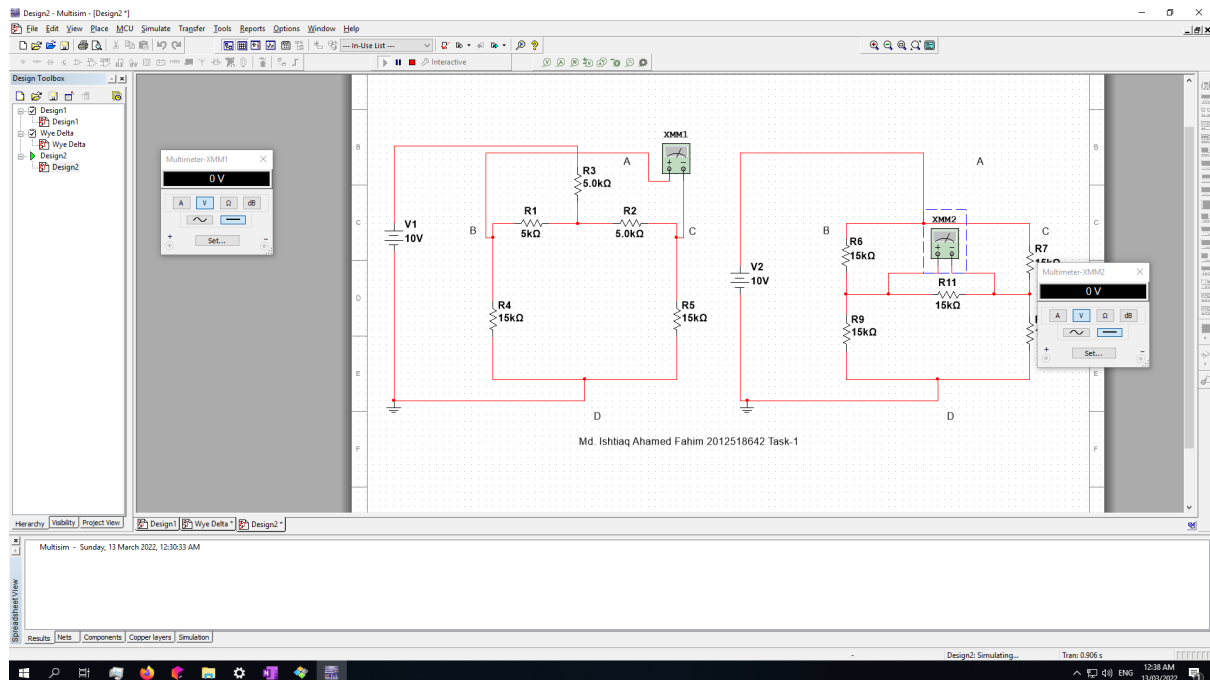 Design2 - Multisim - [Design2 *]
File Edit View Place MCU Simulate Transfer Tools Reports Options Window Help
--- In-Use List ---
Interactive
Design Toolbox
Design1
Design1
Wye Delta
Wye Delta
Design2
Design2
Hierarchy Visibility Project View
Multimeter-XMM1
0 V
A V Ω dB
+ Set... -
B
C
D
E
F
V1
10V
R3
5.0kΩ
R1
5kΩ
R2
5.0kΩ
R4
15kΩ
R5
15kΩ
XMM1
A
B
C
D
V2
10V
R6
15kΩ
XMM2
R11
15kΩ
R9
15kΩ
R7
15kΩ
A
B
C
D
B
C
E
F
Multimeter-XMM2
0 V
A V Ω dB
+ Set... -
Md. Ishtiaq Ahamed Fahim 2012518642 Task-1
Design1 Wye Delta * Design2 *
Multisim - Sunday, 13 March 2022, 12:30:33 AM
Spreadsheet View
Results Nets Components Copper layers Simulation
- Design2: Simulating... Tran: 0.906 s
ENG
12:38 AM
13/03/2022